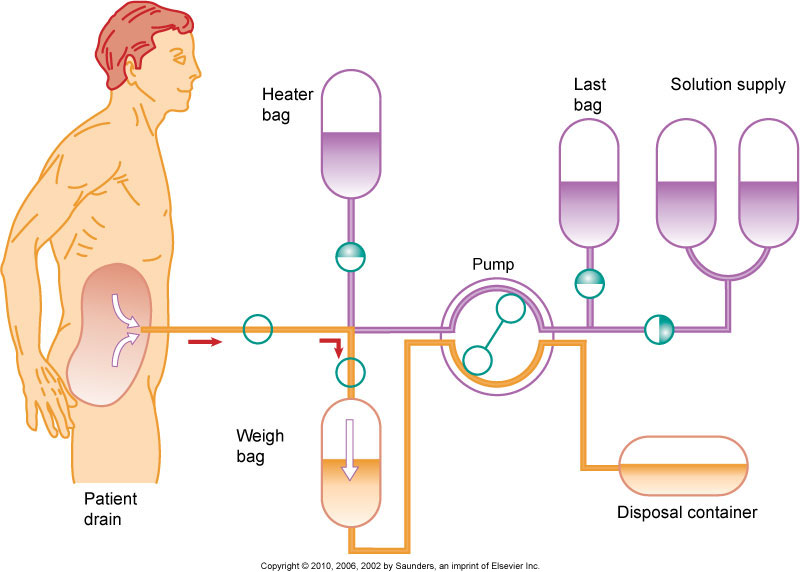 Heater
bag
Last
bag
Solution supply
Pump
Weigh
bag
Patient
drain
Disposal container
Copyright © 2010, 2006, 2002 by Saunders, an imprint of Elsevier Inc.